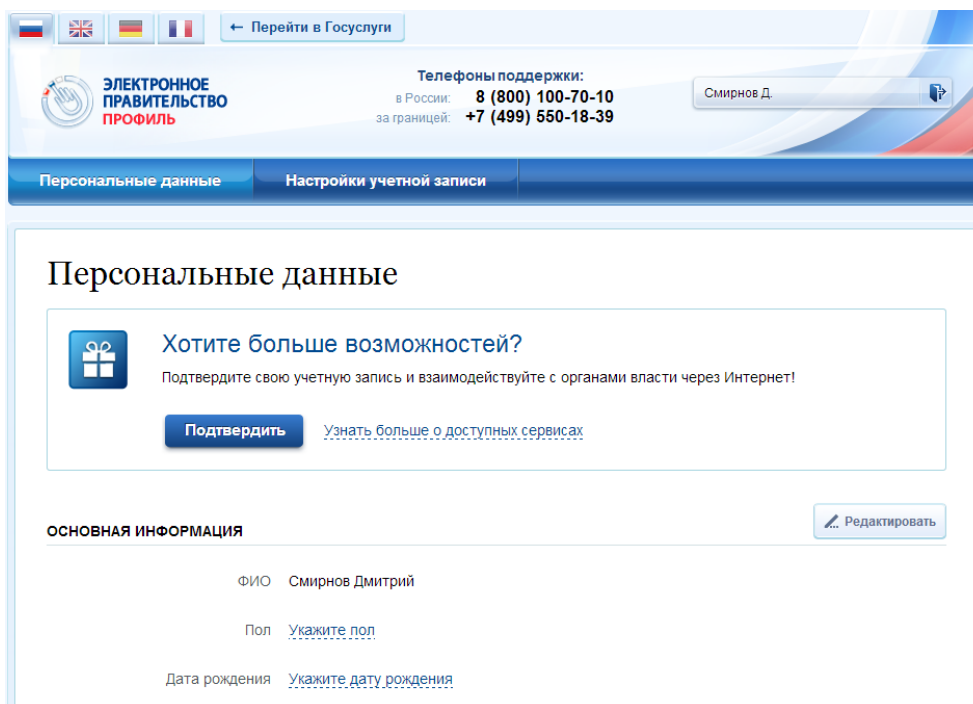 ← Перейти в Госуслуги
ЭЛЕКТРОННОЕ
ПРАВИТЕЛЬСТВО
ПРОФИЛЬ
Телефоны поддержки:
в России: 8 (800) 100-70-10
за границей: +7 (499) 550-18-39
Смирнов Д.
Персональные данные
Настройки учетной записи
Персональные данные
Хотите больше возможностей?
Подтвердите свою учетную запись и взаимодействуйте с органами власти через Интернет!
Подтвердить
Узнать больше о доступных сервисах
ОСНОВНАЯ ИНФОРМАЦИЯ
Редактировать
ФИО Смирнов Дмитрий
Пол Укажите пол
Дата рождения Укажите дату рождения